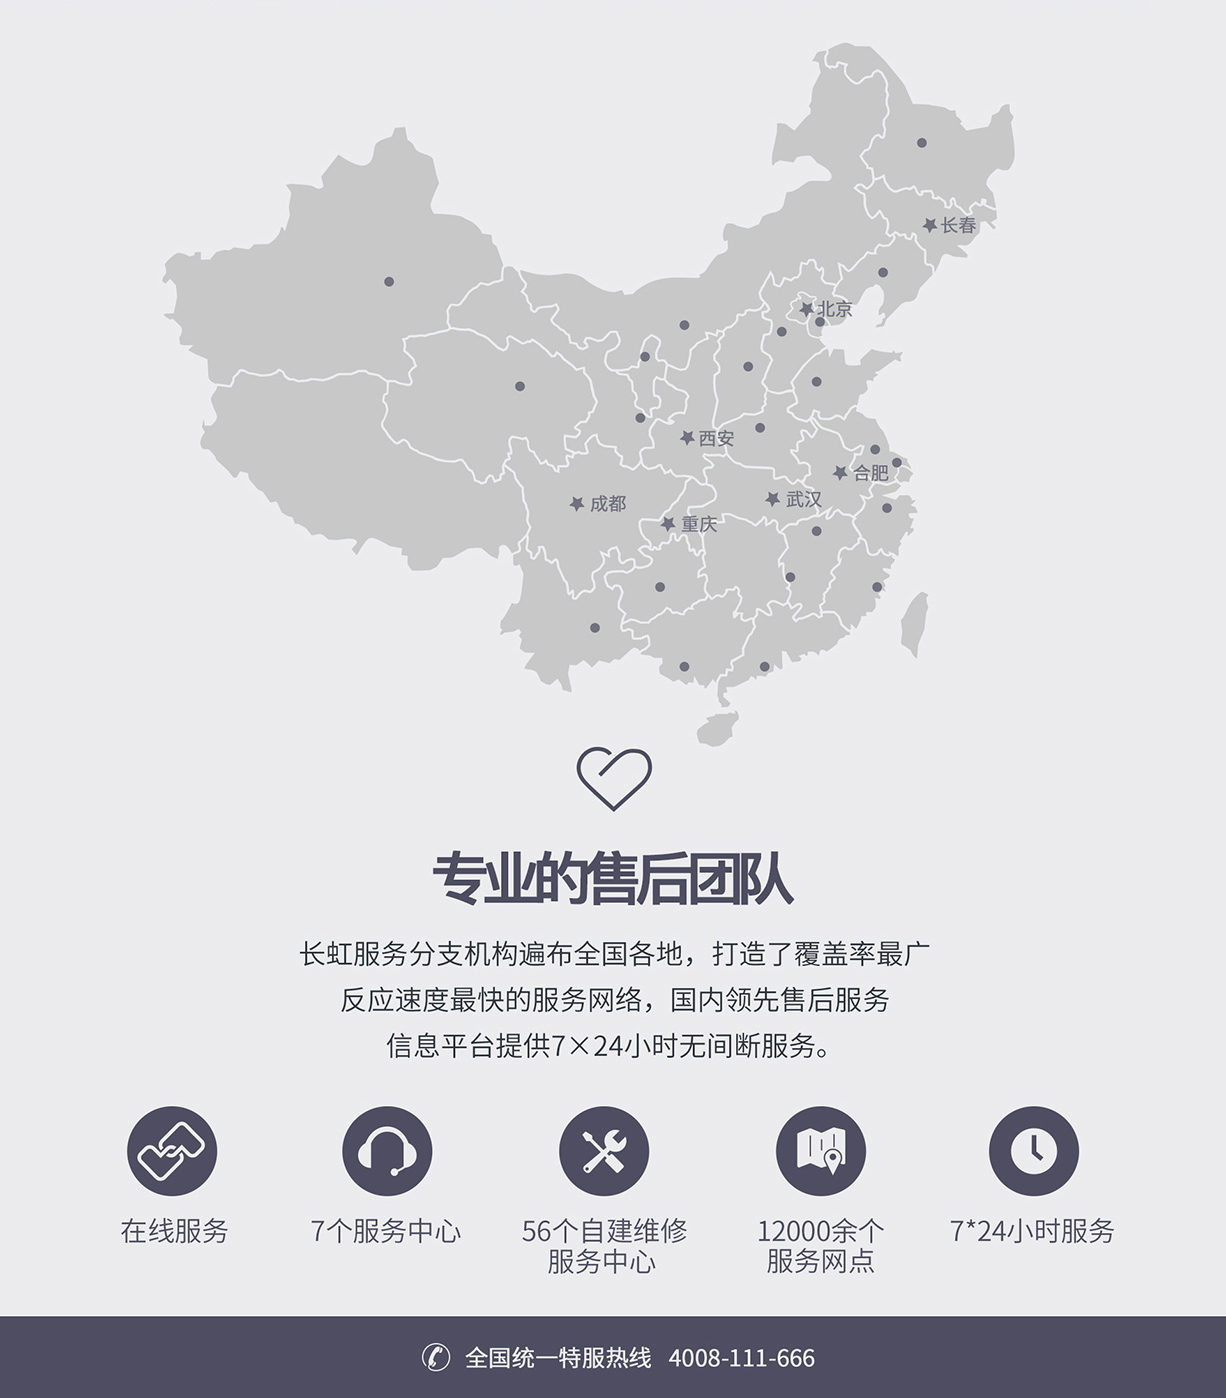 长春
北京
西安
合肥
成都
武汉
重庆
专业的售后团队
长虹服务分支机构遍布全国各地，打造了覆盖率最广
反应速度最快的服务网络，国内领先售后服务
信息平台提供7×24小时无间断服务。
在线服务
7个服务中心
56个自建维修
服务中心
12000余个
服务网点
7*24小时服务
全国统一特服热线 4008-111-666